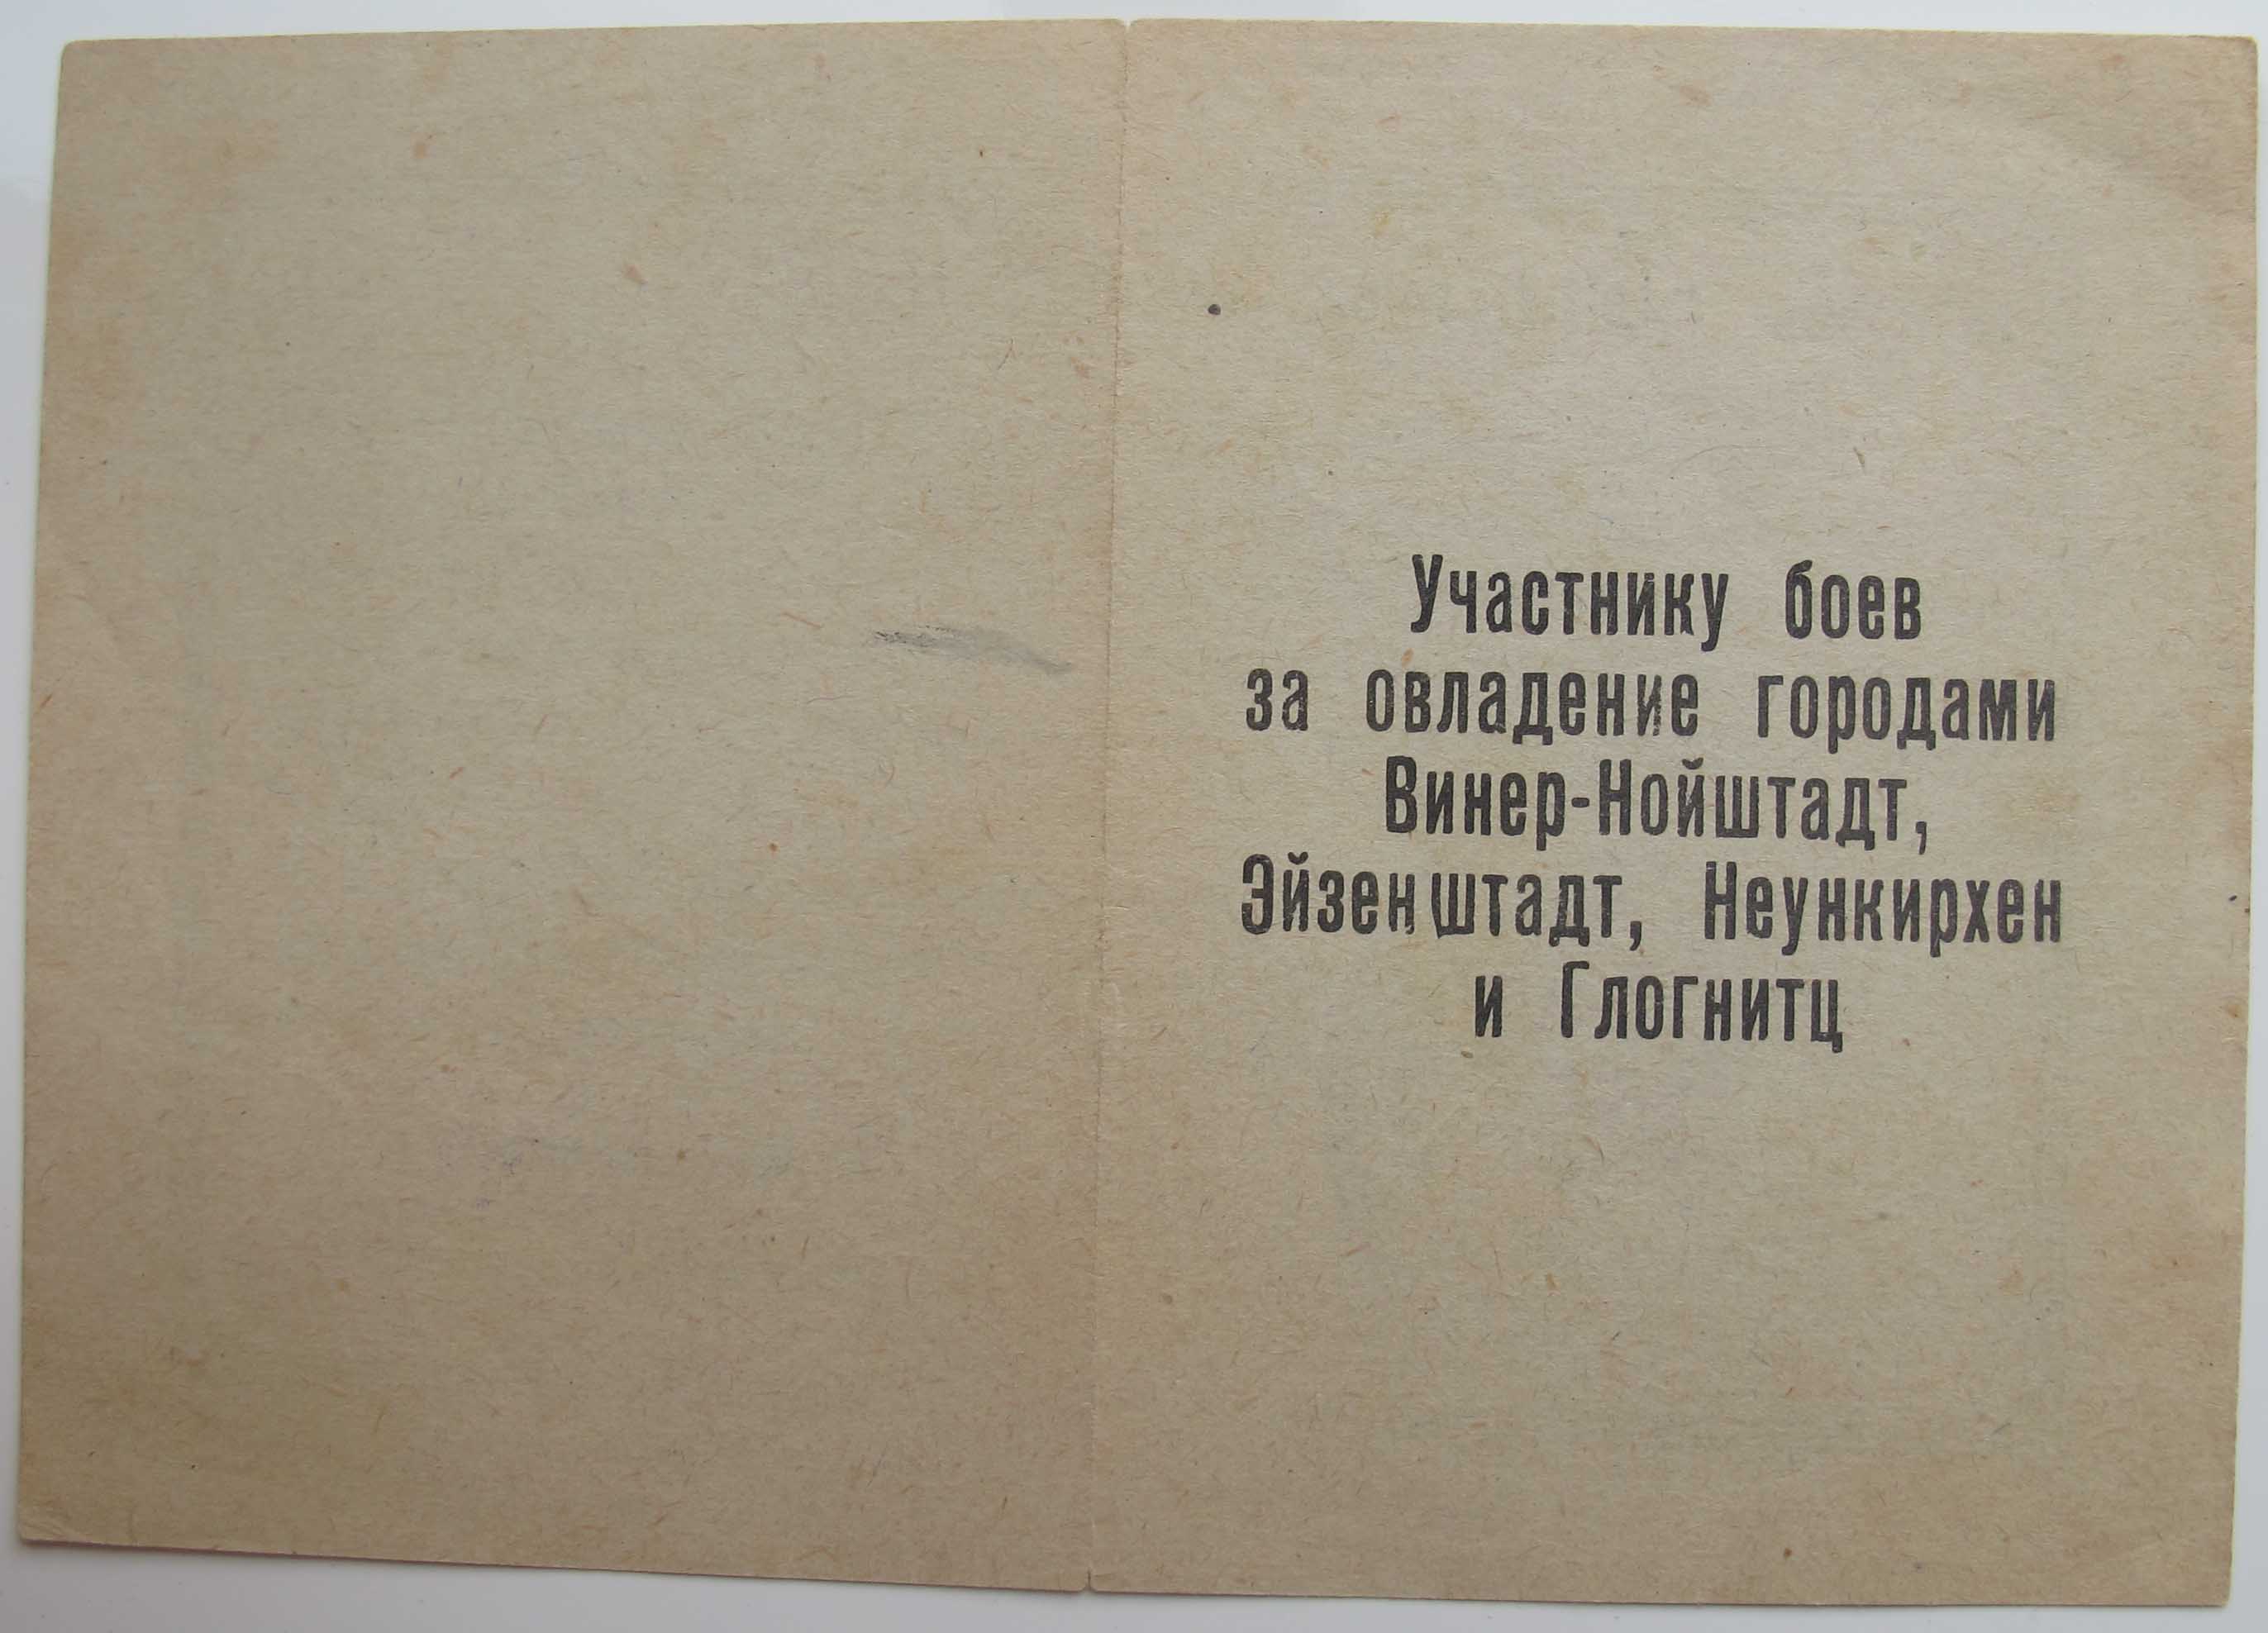 Участнику боев
за овладение городами
Винер-Нойштадт,
Эйзенштадт, Неункирхен
и Глогнитц